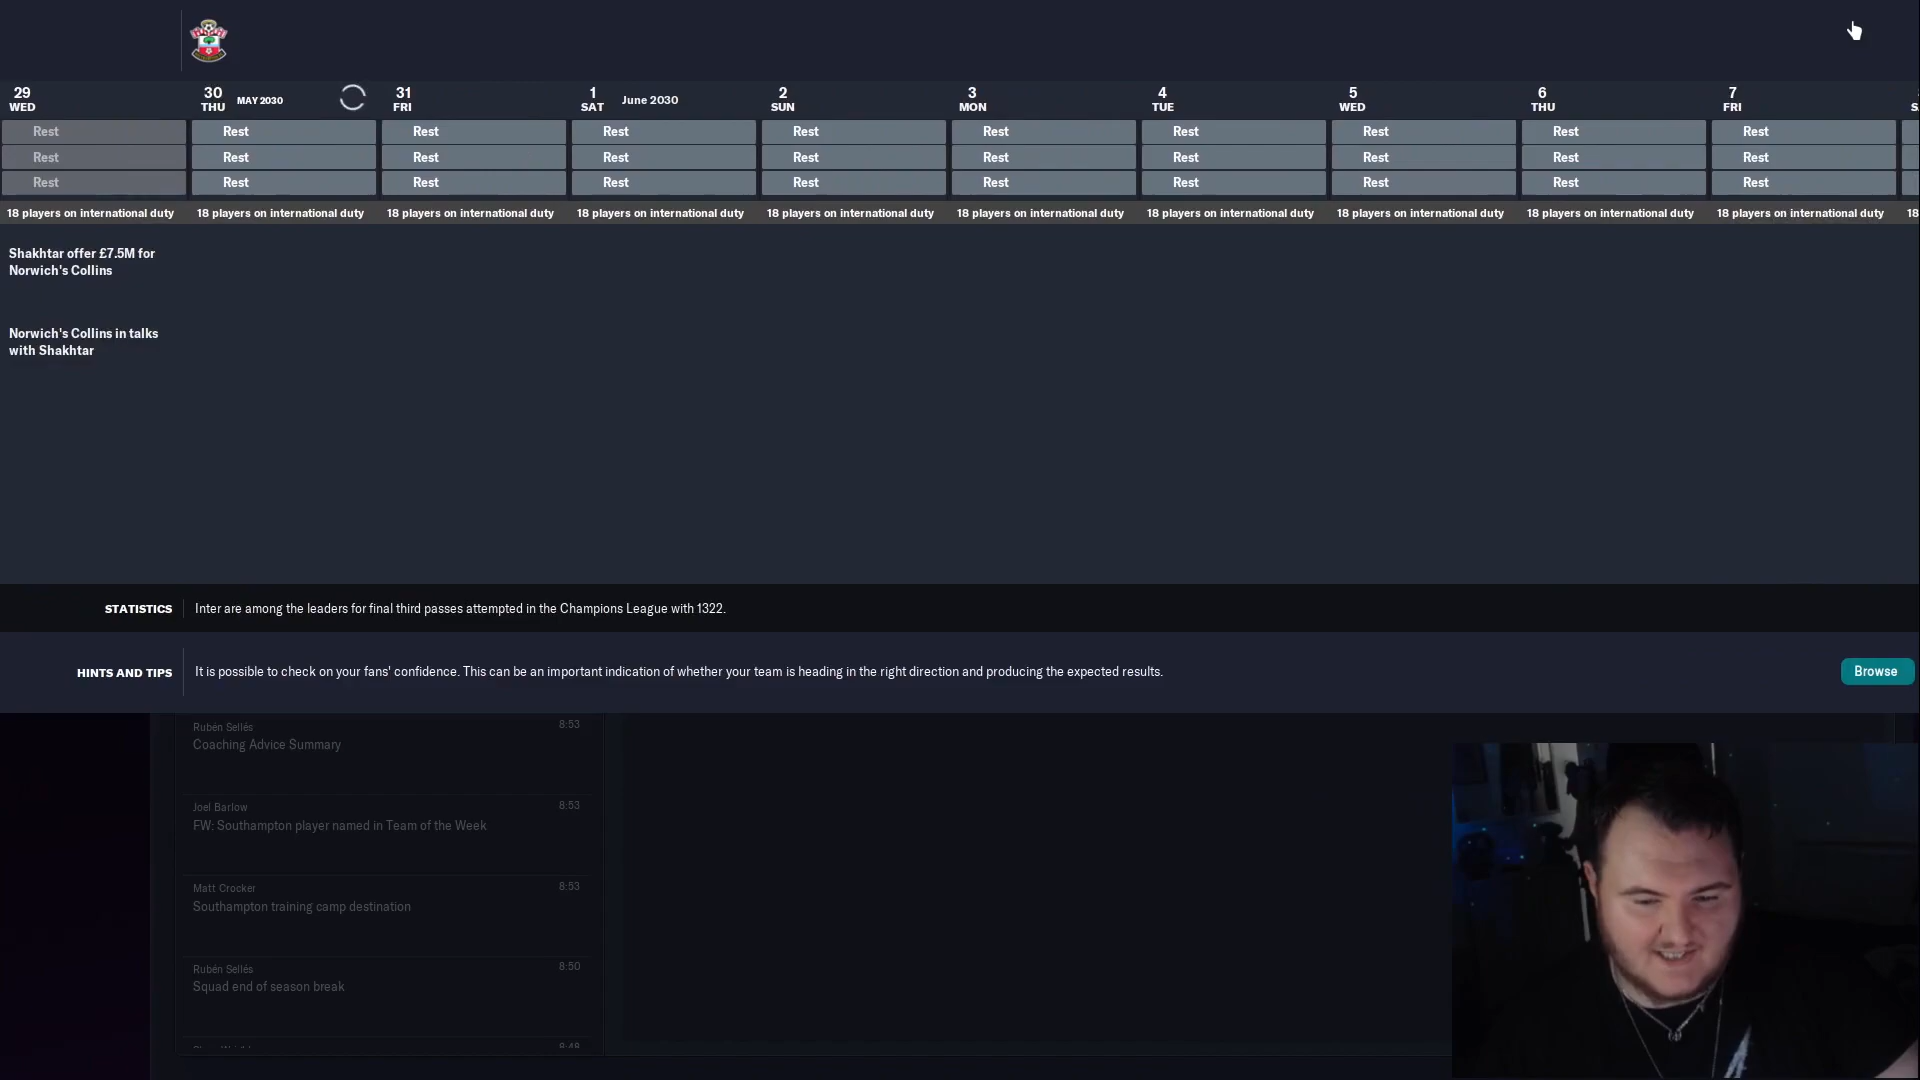 29 WED
30 THU MAY 2030
31 FRI
1 SAT June 2030
2 SUN
3 MON
4 TUE
5 WED
6 THU
7 FRI
Rest Rest Rest Rest Rest Rest Rest Rest Rest Rest
Rest Rest Rest Rest Rest Rest Rest Rest Rest Rest
Rest Rest Rest Rest Rest Rest Rest Rest Rest Rest
18 players on international duty 18 players on international duty 18 players on international duty 18 players on international duty 18 players on international duty 18 players on international duty 18 players on international duty 18 players on international duty 18 players on international duty 18 players on international duty 18
Shakhtar offer £7.5M for
Norwich's Collins
Norwich's Collins in talks
with Shakhtar
STATISTICS Inter are among the leaders for final third passes attempted in the Champions League with 1322.
HINTS AND TIPS It is possible to check on your fans' confidence. This can be an important indication of whether your team is heading in the right direction and producing the expected results. Browse
Rubén Sellés 8:53
Coaching Advice Summary
Joel Barlow 8:53
FW: Southampton player named in Team of the Week
Matt Crocker 8:53
Southampton training camp destination
Rubén Sellés 8:50
Squad end of season break
8:48